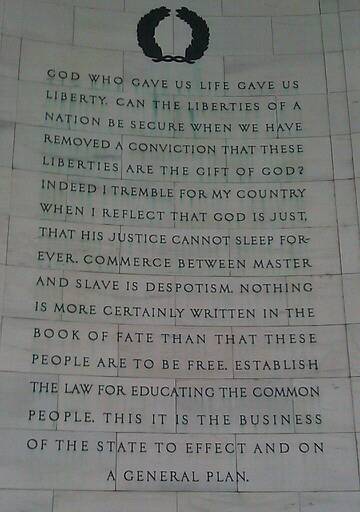 GOD WHO GAVE US LIFE GAVE US
LIBERTY. CAN THE LIBERTIES OF A
NATION BE SECURE WHEN WE HAVE
REMOVED A CONVICTION THAT THESE
LIBERTIES ARE THE GIFT OF GOD?
INDEED I TREMBLE FOR MY COUNTRY
WHEN I REFLECT THAT GOD IS JUST,
THAT HIS JUSTICE CANNOT SLEEP FOR-
EVER. COMMERCE BETWEEN MASTER
AND SLAVE IS DESPOTISM. NOTHING
IS MORE CERTAINLY WRITTEN IN THE
BOOK OF FATE THAN THAT THESE
PEOPLE ARE TO BE FREE. ESTABLISH
THE LAW FOR EDUCATING THE COMMON
PEOPLE. THIS IT IS THE BUSINESS
OF THE STATE TO EFFECT AND ON
A GENERAL PLAN.